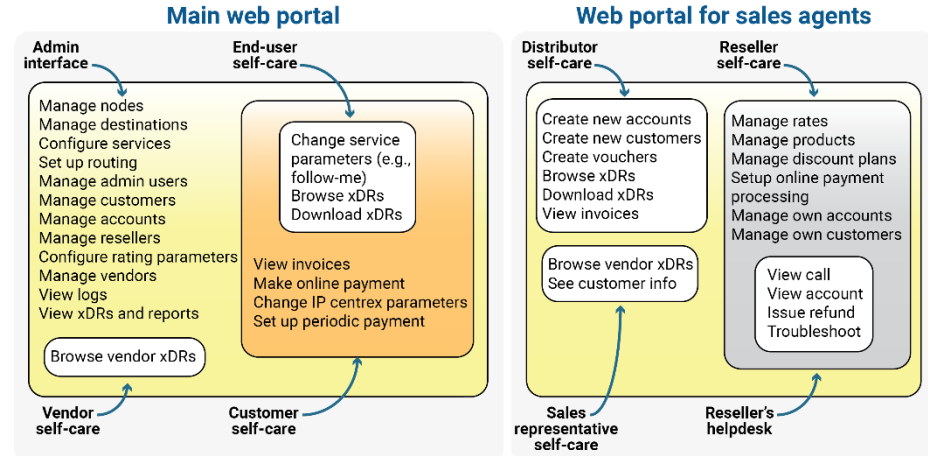 Main web portal
Admin
interface
End-user
self-care
Manage nodes
Manage destinations
Configure services
Set up routing
Manage admin users
Manage customers
Manage accounts
Manage resellers
Configure rating parameters
Manage vendors
View logs
View xDRs and reports
Browse vendor xDRs
Change service
parameters (e.g.,
follow-me)
Browse xDRs
Download xDRs
View invoices
Make online payment
Change IP centrex parameters
Set up periodic payment
Vendor
self-care
Customer
self-care
Web portal for sales agents
Distributor
self-care
Reseller
self-care
Create new accounts
Create new customers
Create vouchers
Browse xDRs
Download xDRs
View invoices
Browse vendor xDRs
See customer info
Manage rates
Manage products
Manage discount plans
Setup online payment
processing
Manage own accounts
Manage own customers
View call
View account
Issue refund
Troubleshoot
Sales
representative
self-care
Reseller's
helpdesk